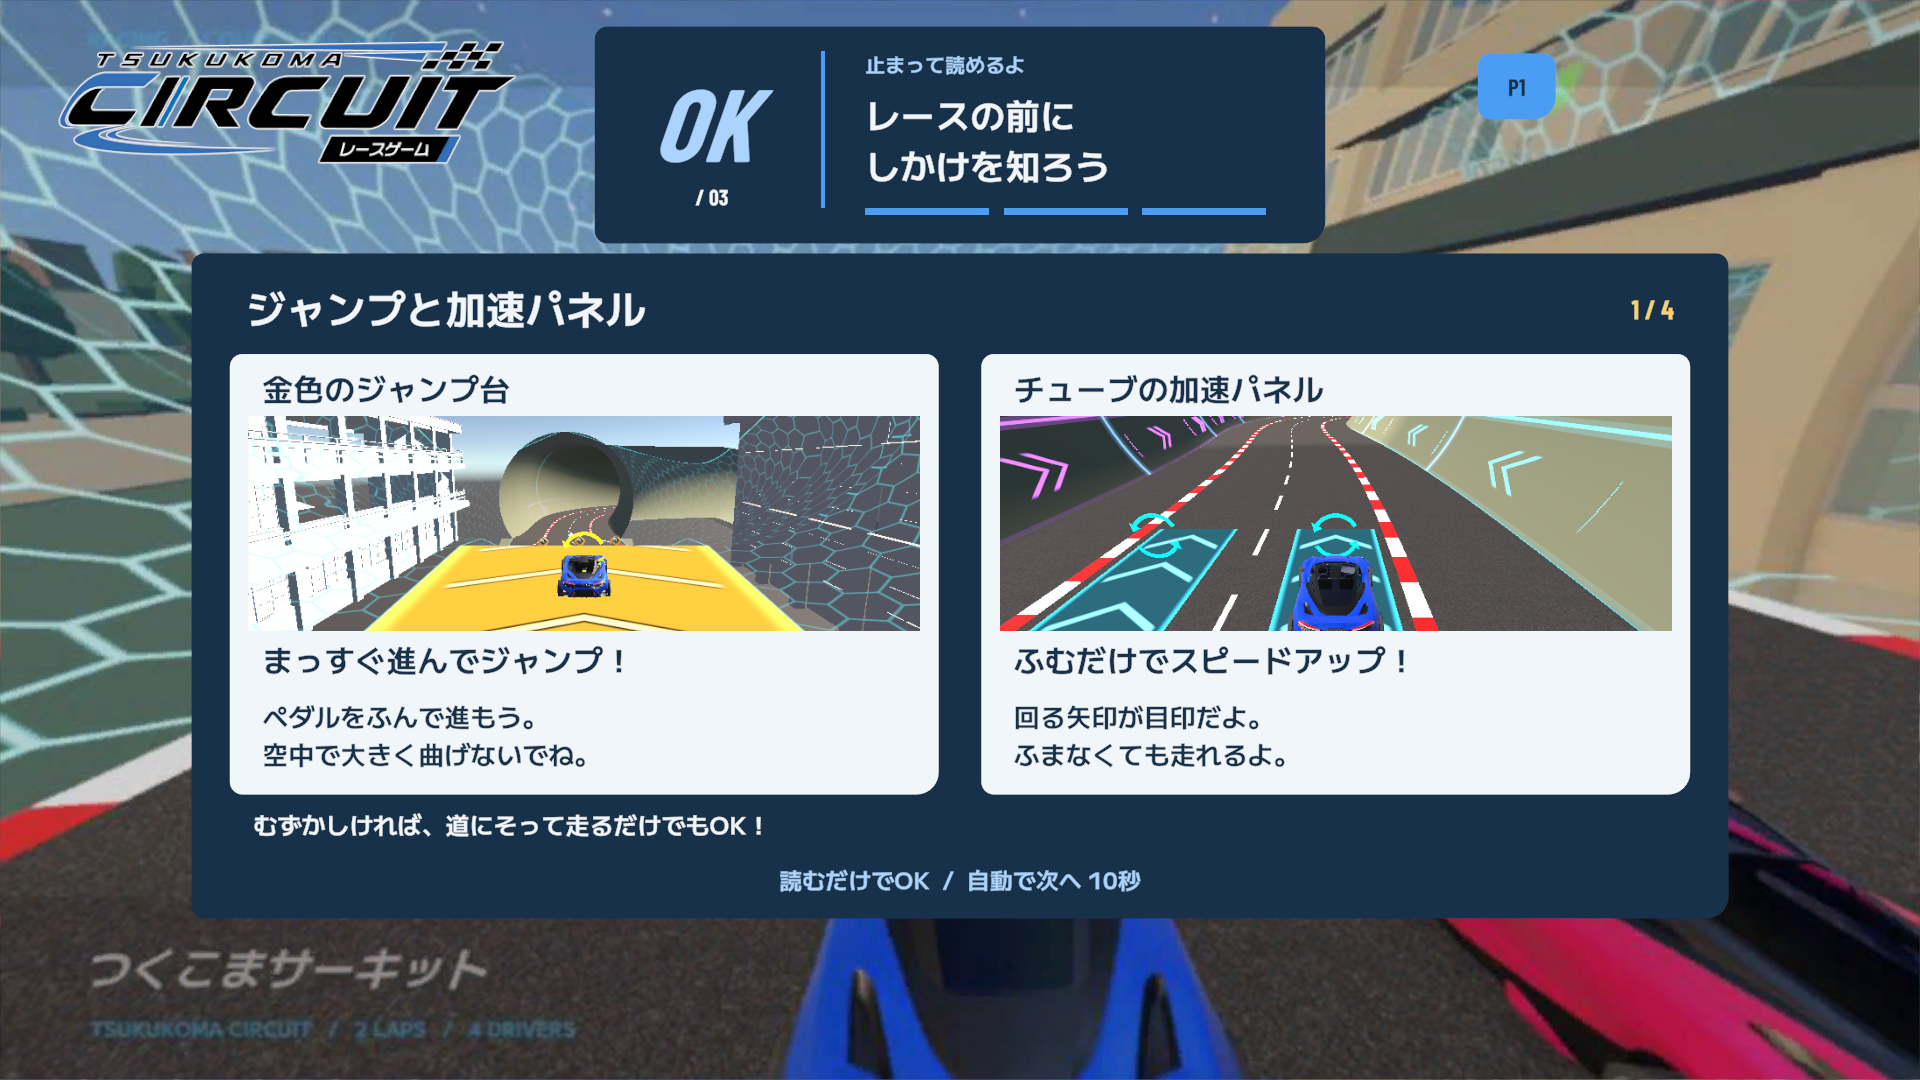 TSUKUKOMA
CIRCUIT
レースゲーム
OK
/ 03
止まって読めるよ
レースの前に
しかけを知ろう
P1
ジャンプと加速パネル
1 / 4
金色のジャンプ台
まっすぐ進んでジャンプ！
ペダルをふんで進もう。
空中で大きく曲げないでね。
チューブの加速パネル
ふむだけでスピードアップ！
回る矢印が目印だよ。
ふまなくても走れるよ。
むずかしければ、道にそって走るだけでもOK！
読むだけでOK / 自動で次へ 10秒
つくこまサーキット
TSUKUKOMA CIRCUIT / 2 LAPS / 4 DRIVERS